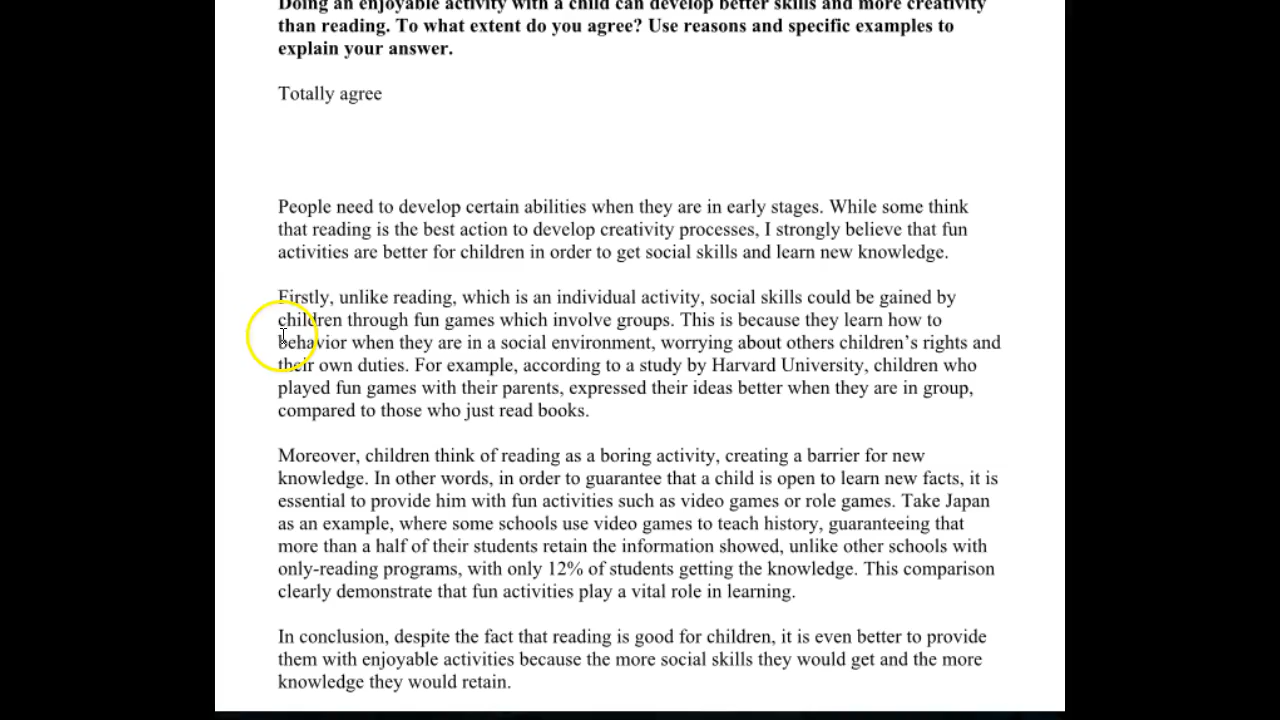 Doing an enjoyable activity with a child can develop better skills and more creativity
than reading. To what extent do you agree? Use reasons and specific examples to
explain your answer.
Totally agree
People need to develop certain abilities when they are in early stages. While some think
that reading is the best action to develop creativity processes, I strongly believe that fun
activities are better for children in order to get social skills and learn new knowledge.
Firstly, unlike reading, which is an individual activity, social skills could be gained by
children through fun games which involve groups. This is because they learn how to
behavior when they are in a social environment, worrying about others children’s rights and
their own duties. For example, according to a study by Harvard University, children who
played fun games with their parents, expressed their ideas better when they are in group,
compared to those who just read books.
Moreover, children think of reading as a boring activity, creating a barrier for new
knowledge. In other words, in order to guarantee that a child is open to learn new facts, it is
essential to provide him with fun activities such as video games or role games. Take Japan
as an example, where some schools use video games to teach history, guaranteeing that
more than a half of their students retain the information showed, unlike other schools with
only-reading programs, with only 12% of students getting the knowledge. This comparison
clearly demonstrate that fun activities play a vital role in learning.
In conclusion, despite the fact that reading is good for children, it is even better to provide
them with enjoyable activities because the more social skills they would get and the more
knowledge they would retain.